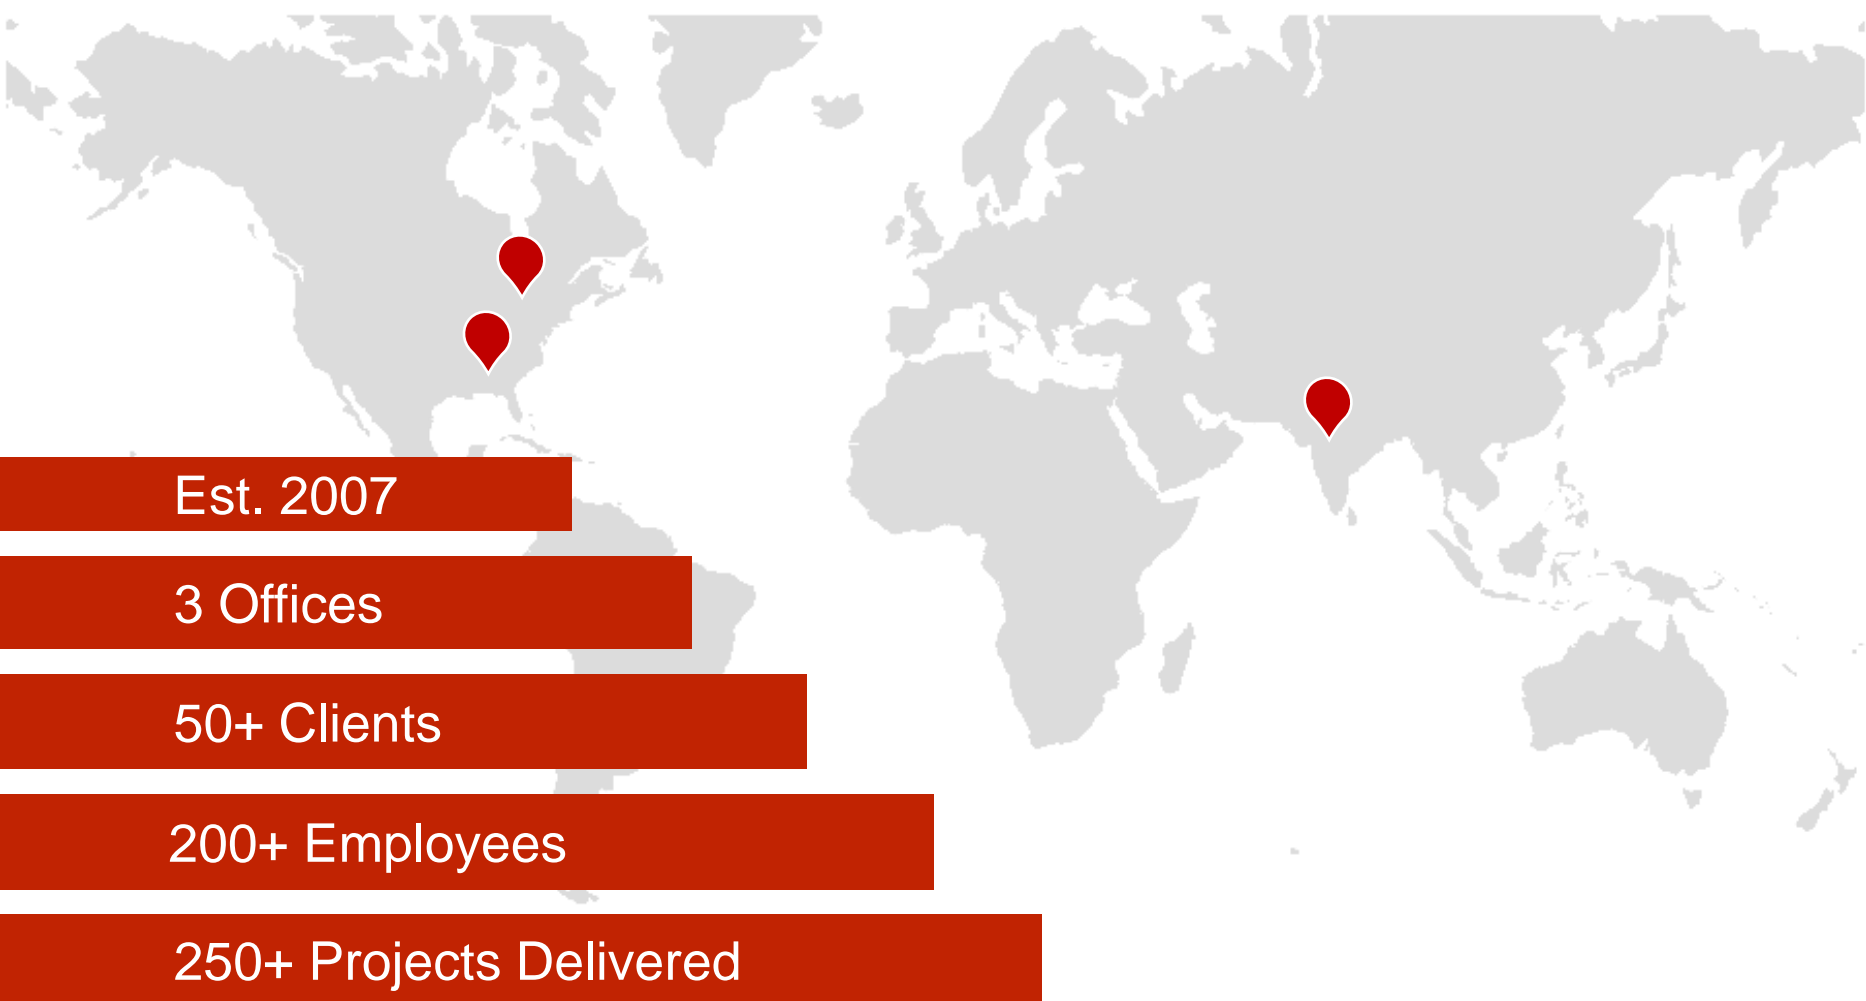 Est. 2007
3 Offices
50+ Clients
200+ Employees
250+ Projects Delivered